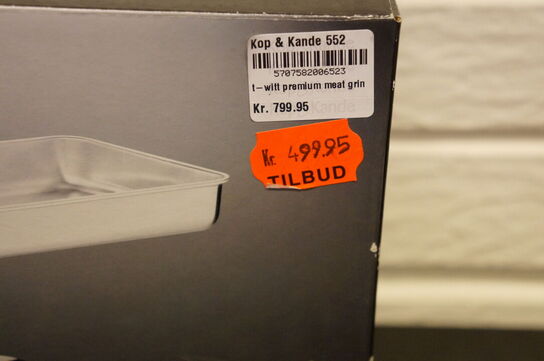 Kop & Kande 552
5707582006523
t-witt premium meat grin
Kr. 799.95
Kr. 499.95
TILBUD